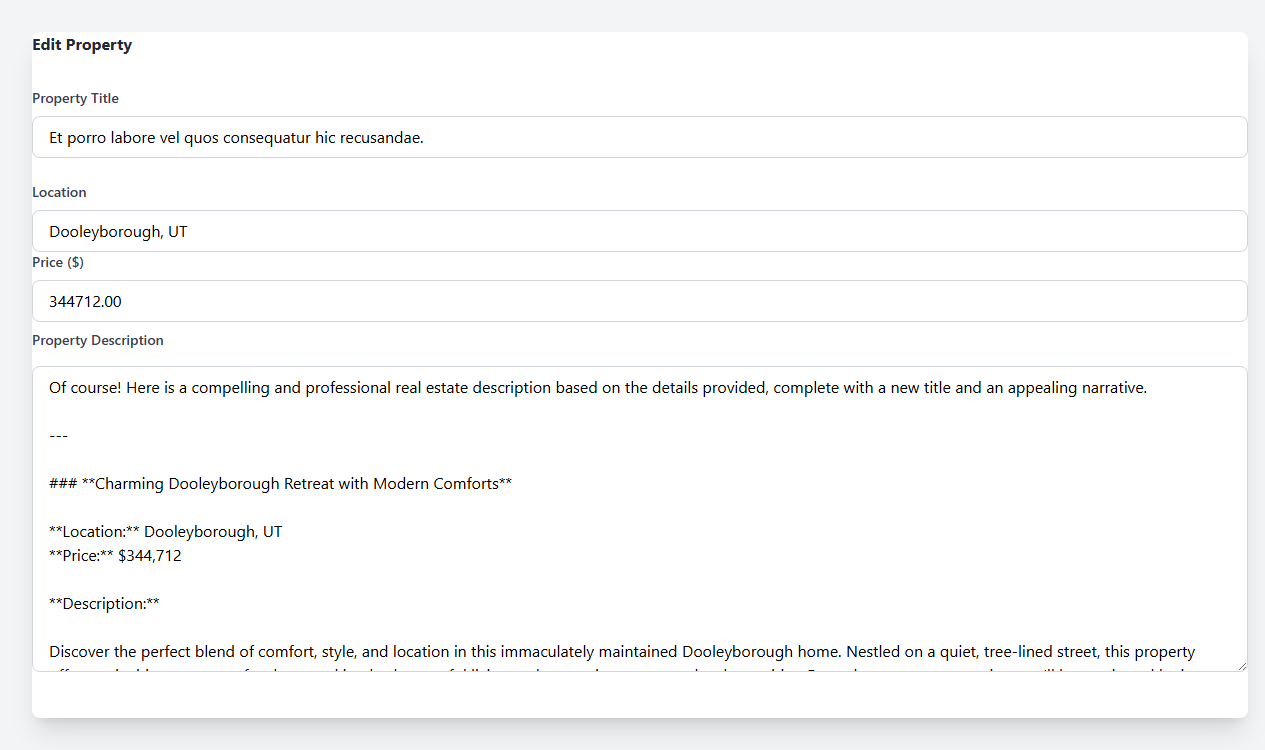 Edit Property
Property Title
Et porro labore vel quos consequatur hic recusandae.
Location
Dooleyborough, UT
Price ($)
344712.00
Property Description
Of course! Here is a compelling and professional real estate description based on the details provided, complete with a new title and an appealing narrative.
---
### **Charming Dooleyborough Retreat with Modern Comforts**
**Location:** Dooleyborough, UT
**Price:** $344,712
**Description:**
Discover the perfect blend of comfort, style, and location in this immaculately maintained Dooleyborough home. Nestled on a quiet, tree-lined street, this property